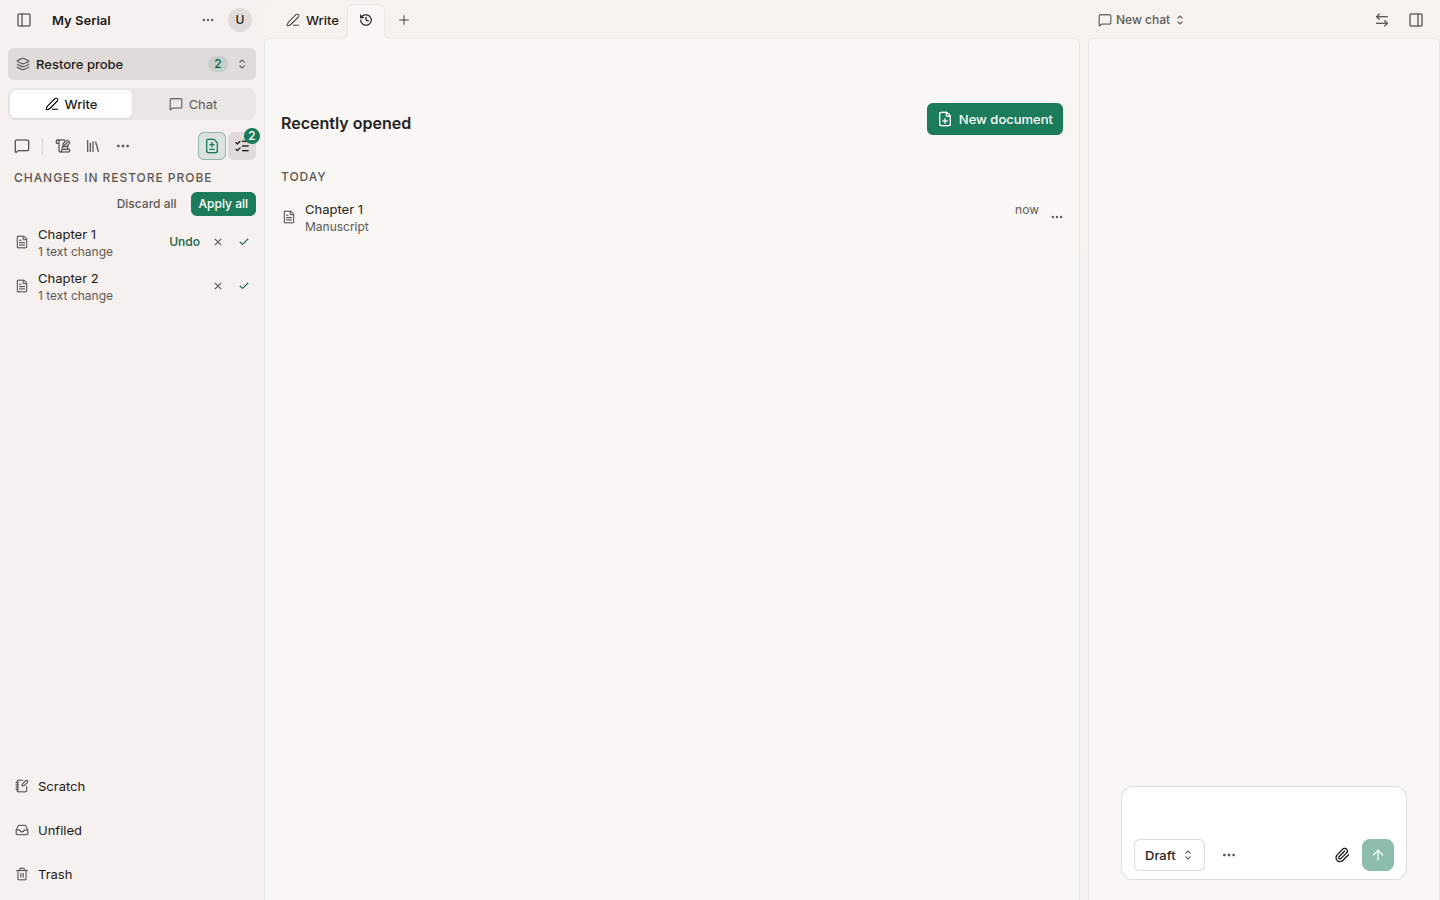 My Serial
U
Restore probe
2
Write
Chat
2
CHANGES IN RESTORE PROBE
Discard all
Apply all
Chapter 1
1 text change
Undo
Chapter 2
1 text change
Scratch
Unfiled
Trash
Write
Recently opened
New document
TODAY
Chapter 1
Manuscript
now
New chat
Draft